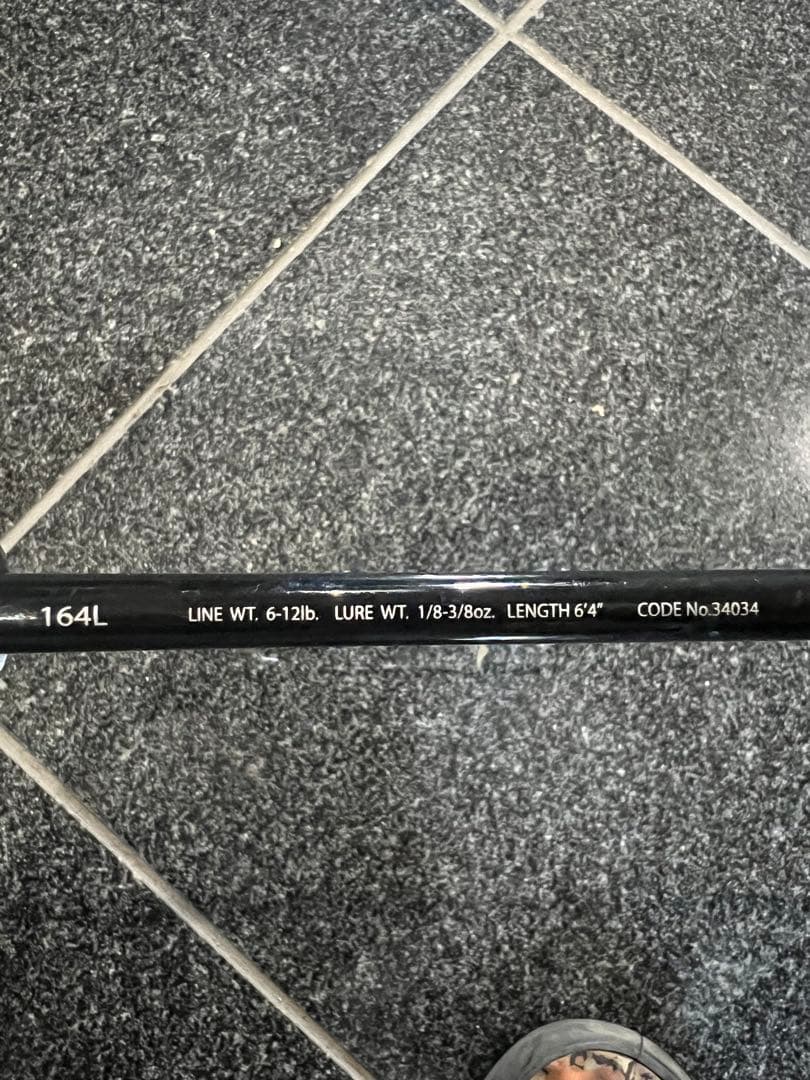 164L LINE WT. 6-12lb. LURE WT. 1/8-3/8oz. LENGTH 6'4" CODE No.34034